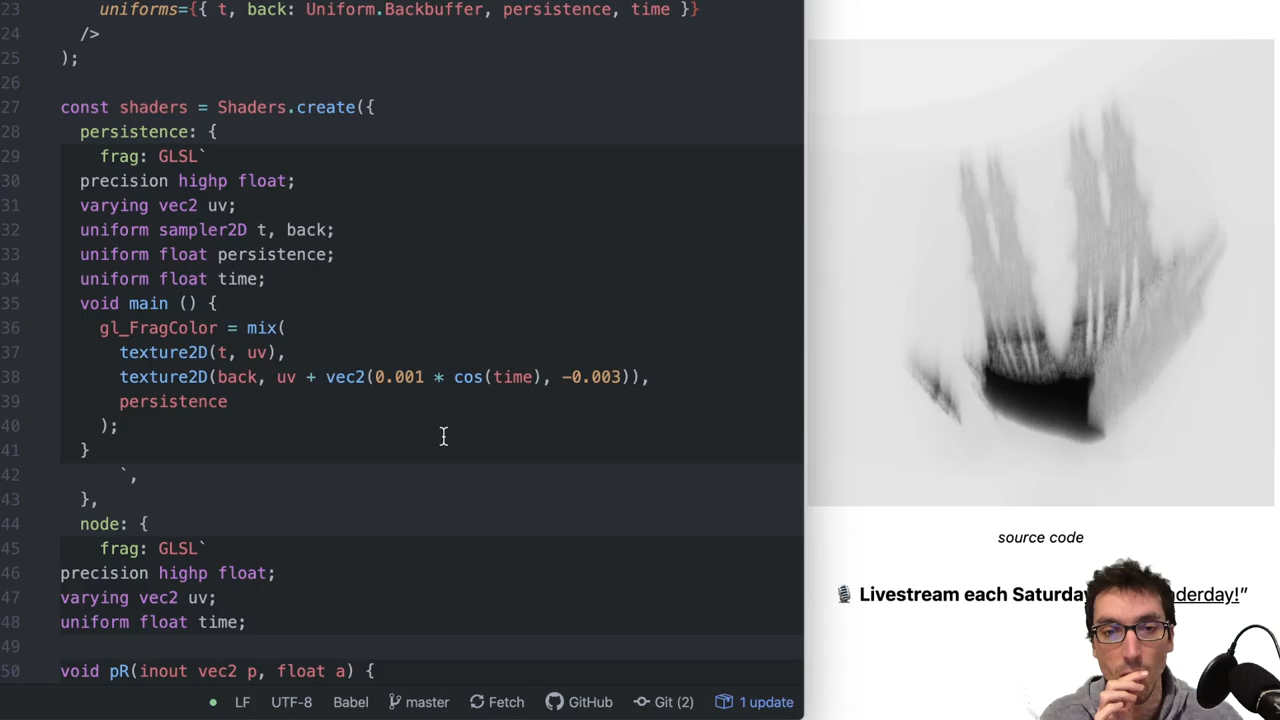 23 uniforms={{ t, back: Uniform.Backbuffer, persistence, time }}
24 />
25 );
26
27 const shaders = Shaders.create({
28 persistence: {
29 frag: GLSL`
30 precision highp float;
31 varying vec2 uv;
32 uniform sampler2D t, back;
33 uniform float persistence;
34 uniform float time;
35 void main () {
36 gl_FragColor = mix(
37 texture2D(t, uv),
38 texture2D(back, uv + vec2(0.001 * cos(time), -0.003)),
39 persistence
40 );
41 }
42 `,
43 },
44 node: {
45 frag: GLSL`
46 precision highp float;
47 varying vec2 uv;
48 uniform float time;
49
50 void pR(inout vec2 p, float a) {
LF UTF-8 Babel master Fetch GitHub Git (2) 1 update
source code
Livestream each Saturday nderday!”